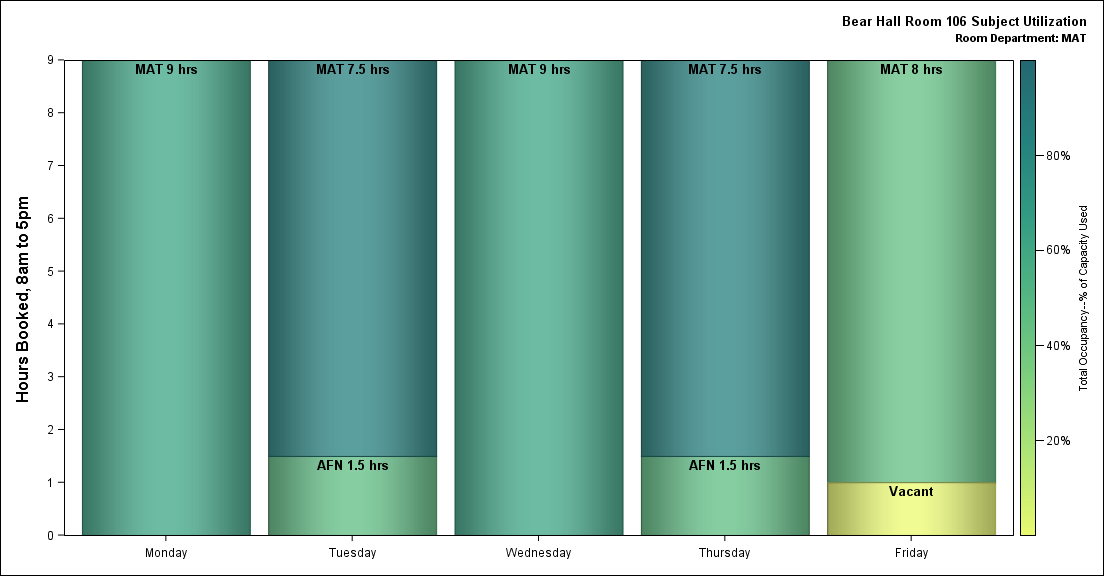 Bear Hall Room 106 Subject Utilization
Room Department: MAT
Hours Booked, 8am to 5pm
9
8
7
6
5
4
3
2
1
0
MAT 9 hrs
MAT 7.5 hrs
MAT 9 hrs
MAT 7.5 hrs
MAT 8 hrs
AFN 1.5 hrs
AFN 1.5 hrs
Vacant
Monday
Tuesday
Wednesday
Thursday
Friday
80%
60%
40%
20%
Total Occupancy--% of Capacity Used